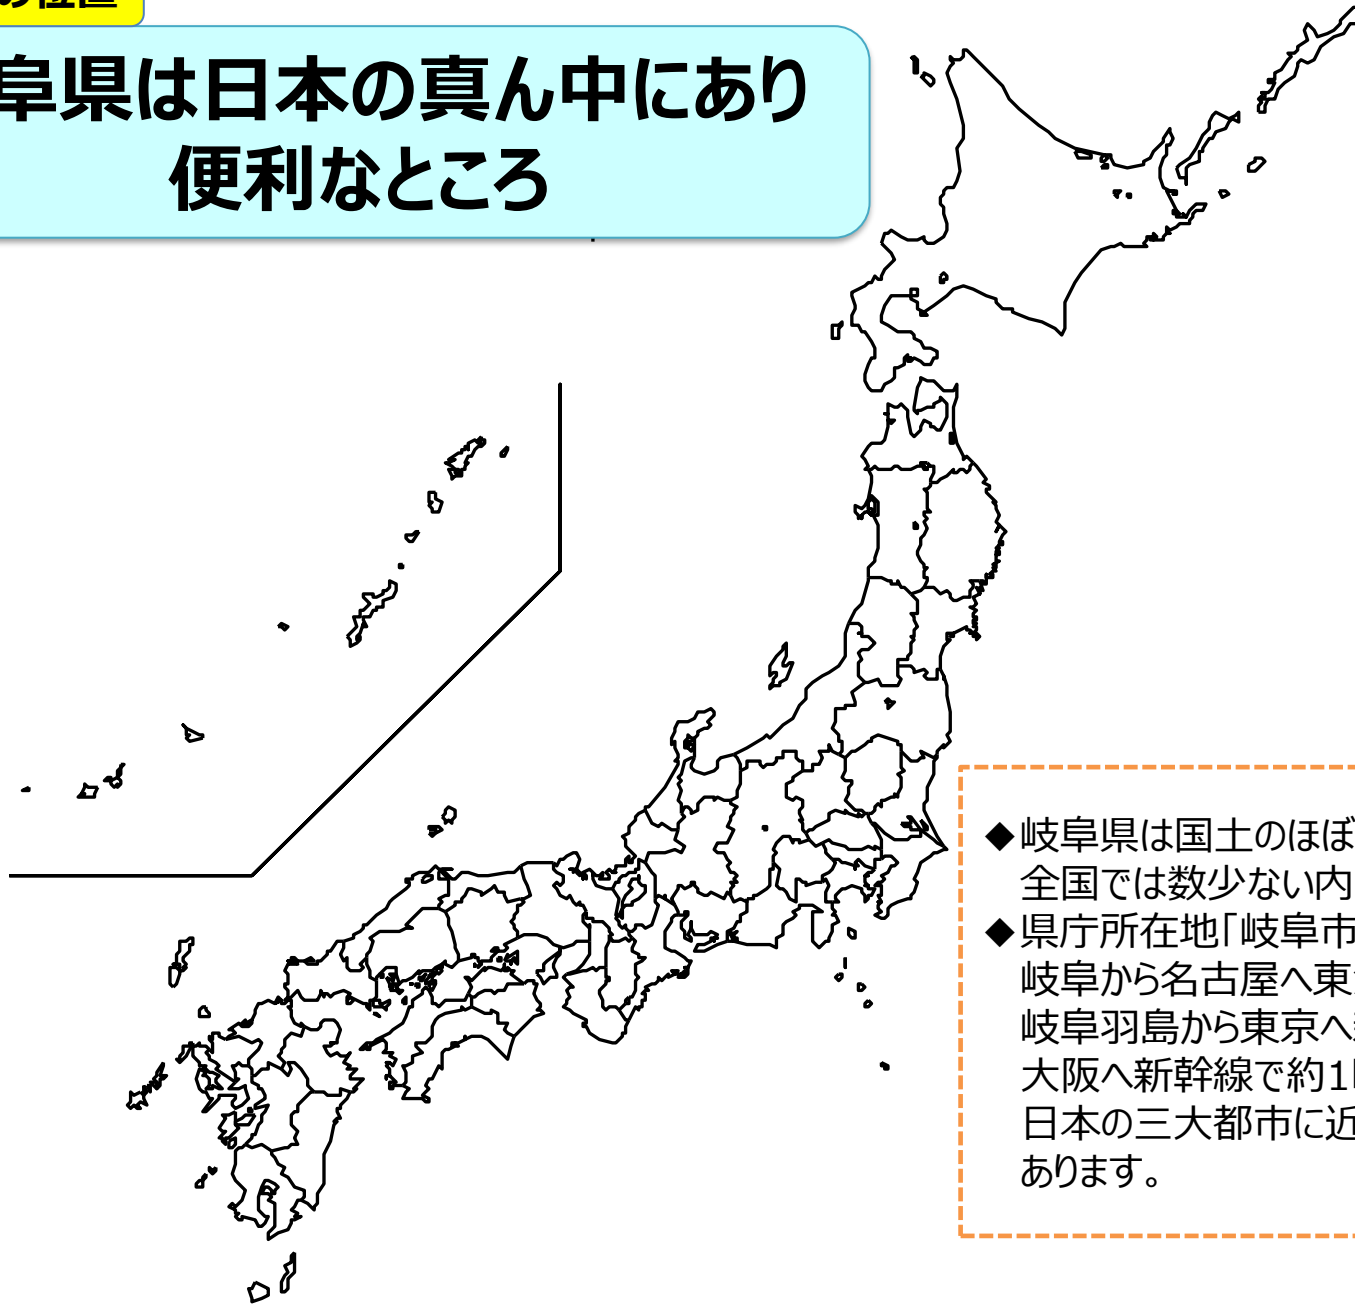 の位置
阜県は日本の真ん中にあり
便利なところ
◆岐阜県は国土のほぼ
全国では数少ない内
◆県庁所在地「岐阜市
岐阜から名古屋へ東
岐阜羽島から東京へ
大阪へ新幹線で約1
日本の三大都市に近
あります。